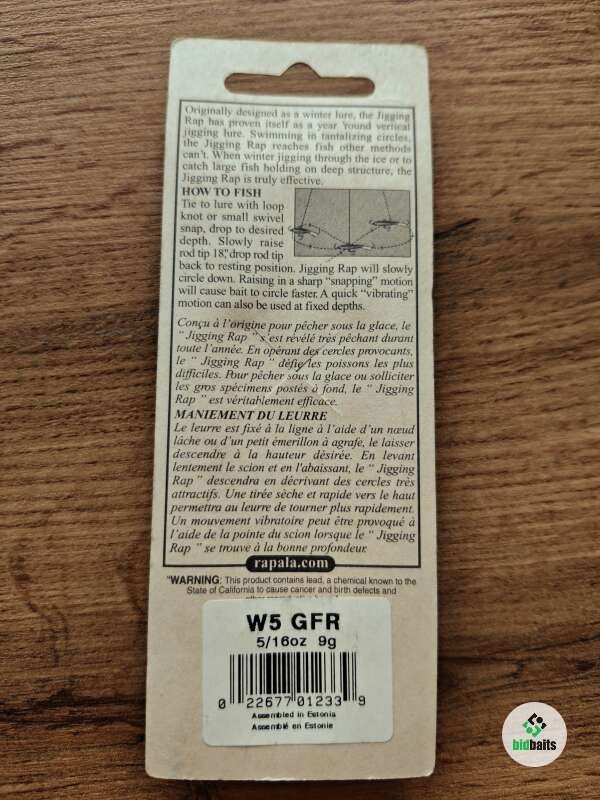 Originally designed as a winter lure, the Jigging
Rap has proven itself as a year 'round vertical
jigging lure. Swimming in tantalizing circles,
the Jigging Rap reaches fish other methods
can't. When winter jigging through the ice or to
catch large fish holding on deep structure, the
Jigging Rap is truly effective.
HOW TO FISH
Tie to lure with loop
knot or small swivel
snap, drop to desired
depth. Slowly raise
rod tip 18," drop rod tip
back to resting position. Jigging Rap will slowly
circle down. Raising in a sharp "snapping" motion
will cause bait to circle faster. A quick "vibrating"
motion can also be used at fixed depths.
Conçu à l'origine pour pêcher sous la glace, le
" Jigging Rap " s'est révélé très pêchant durant
toute l'année. En opérant des cercles provocants,
le " Jigging Rap " défie les poissons les plus
difficiles. Pour pêcher sous la glace ou solliciter
les gros spécimens postés à fond, le " Jigging
Rap " est véritablement efficace.
MANIEMENT DU LEURRE
Le leurre est fixé à la ligne à l'aide d'un nœud
lâche ou d'un petit émerillon à agrafe, le laisser
descendre à la hauteur désirée. En levant
lentement le scion et en l'abaissant, le " Jigging
Rap " descendra en décrivant des cercles très
attractifs. Une tirée sèche et rapide vers le haut
permettra au leurre de tourner plus rapidement.
Un mouvement vibratoire peut être provoqué à
l'aide de la pointe du scion lorsque le " Jigging
Rap " se trouve à la bonne profondeur.
rapala.com
"WARNING: This product contains lead, a chemical known to the
State of California to cause cancer and birth defects and
W5 GFR
5/16oz 9g
0 22677 01233 9
Assembled in Estonia
Assemblé en Estonie
bidbaits